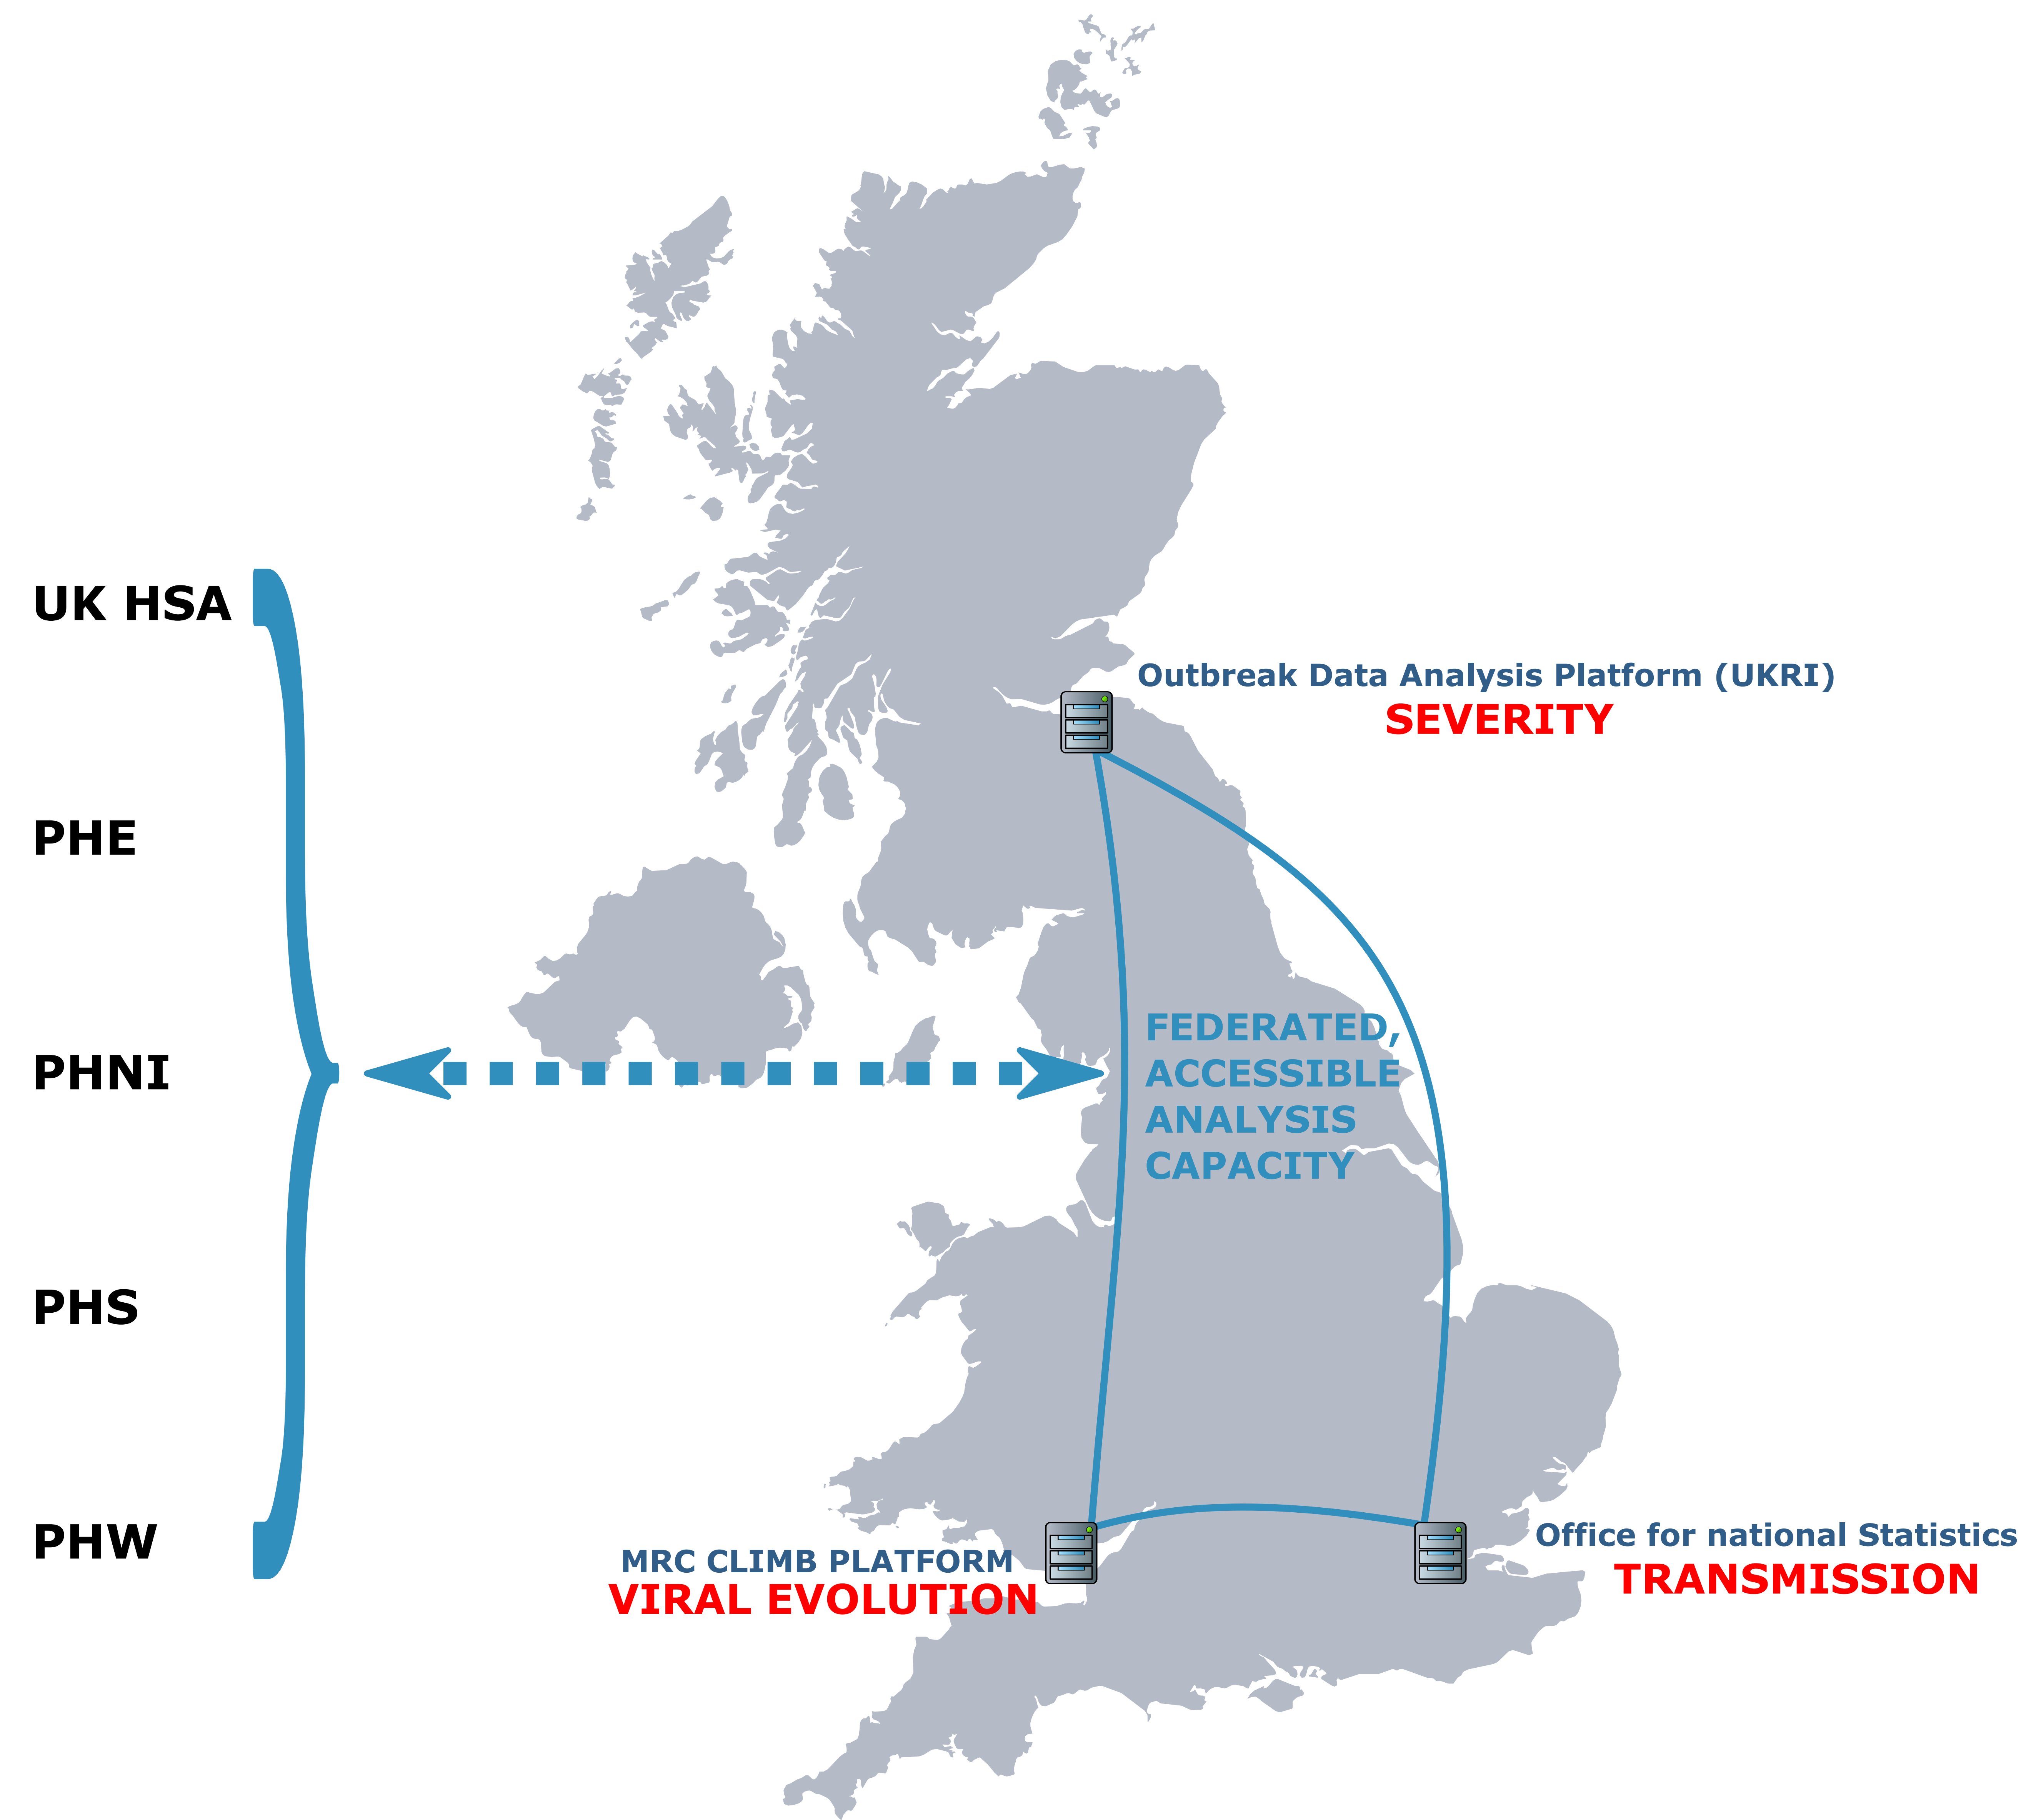 UK HSA
PHE
PHNI
PHS
PHW
Outbreak Data Analysis Platform (UKRI)
SEVERITY
FEDERATED,
ACCESSIBLE
ANALYSIS
CAPACITY
MRC CLIMB PLATFORM
VIRAL EVOLUTION
Office for national Statistics
TRANSMISSION